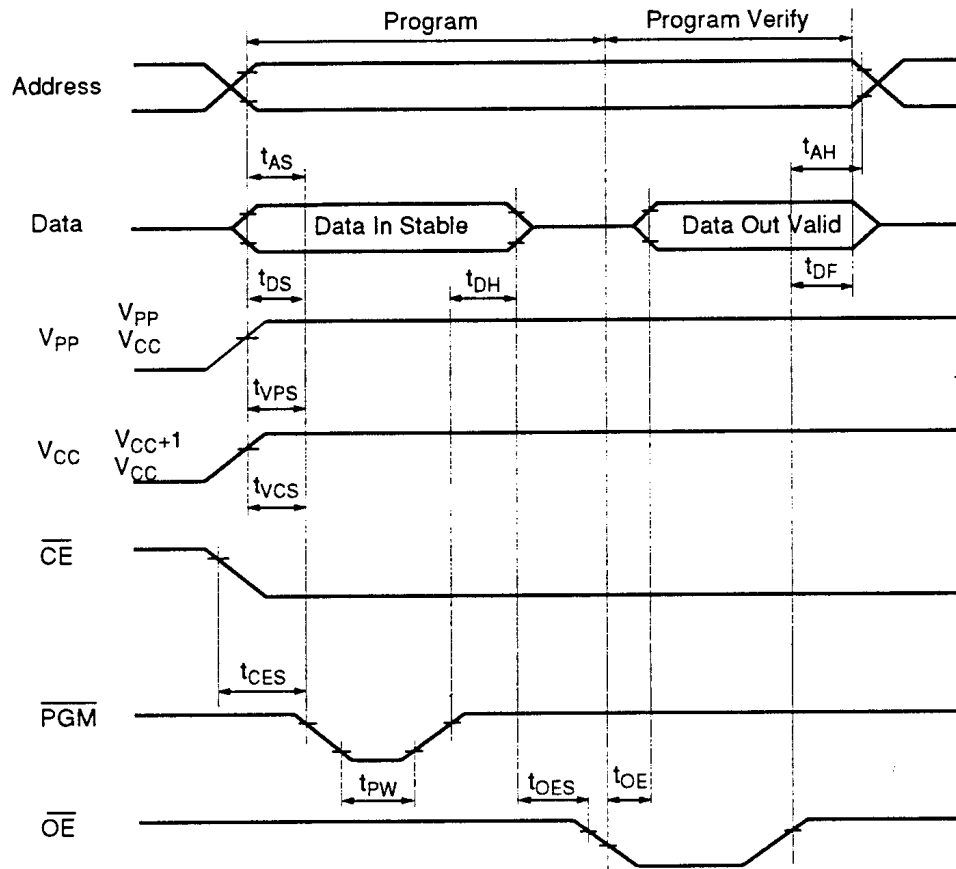 Program Program Verify
Address
tAS tAH
Data Data In Stable Data Out Valid
tDS tDH tDF
VPP VPP
VCC
tVPS
VCC VCC+1
VCC
tVCS
CE
tCES
PGM
tPW tOES tOE
OE